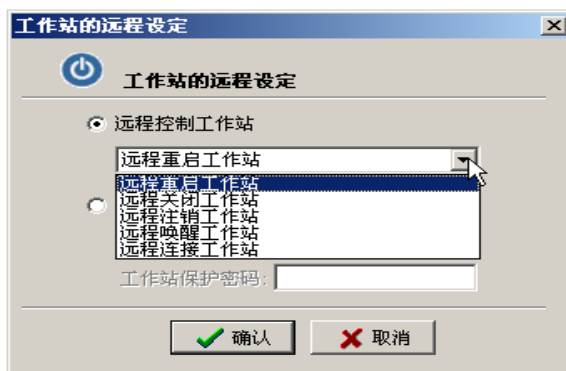 工作站的远程设定
工作站的远程设定
远程控制工作站
远程重启工作站
远程重启工作站
远程关闭工作站
远程注销工作站
远程唤醒工作站
远程连接工作站
工作站保护密码:
确认
取消